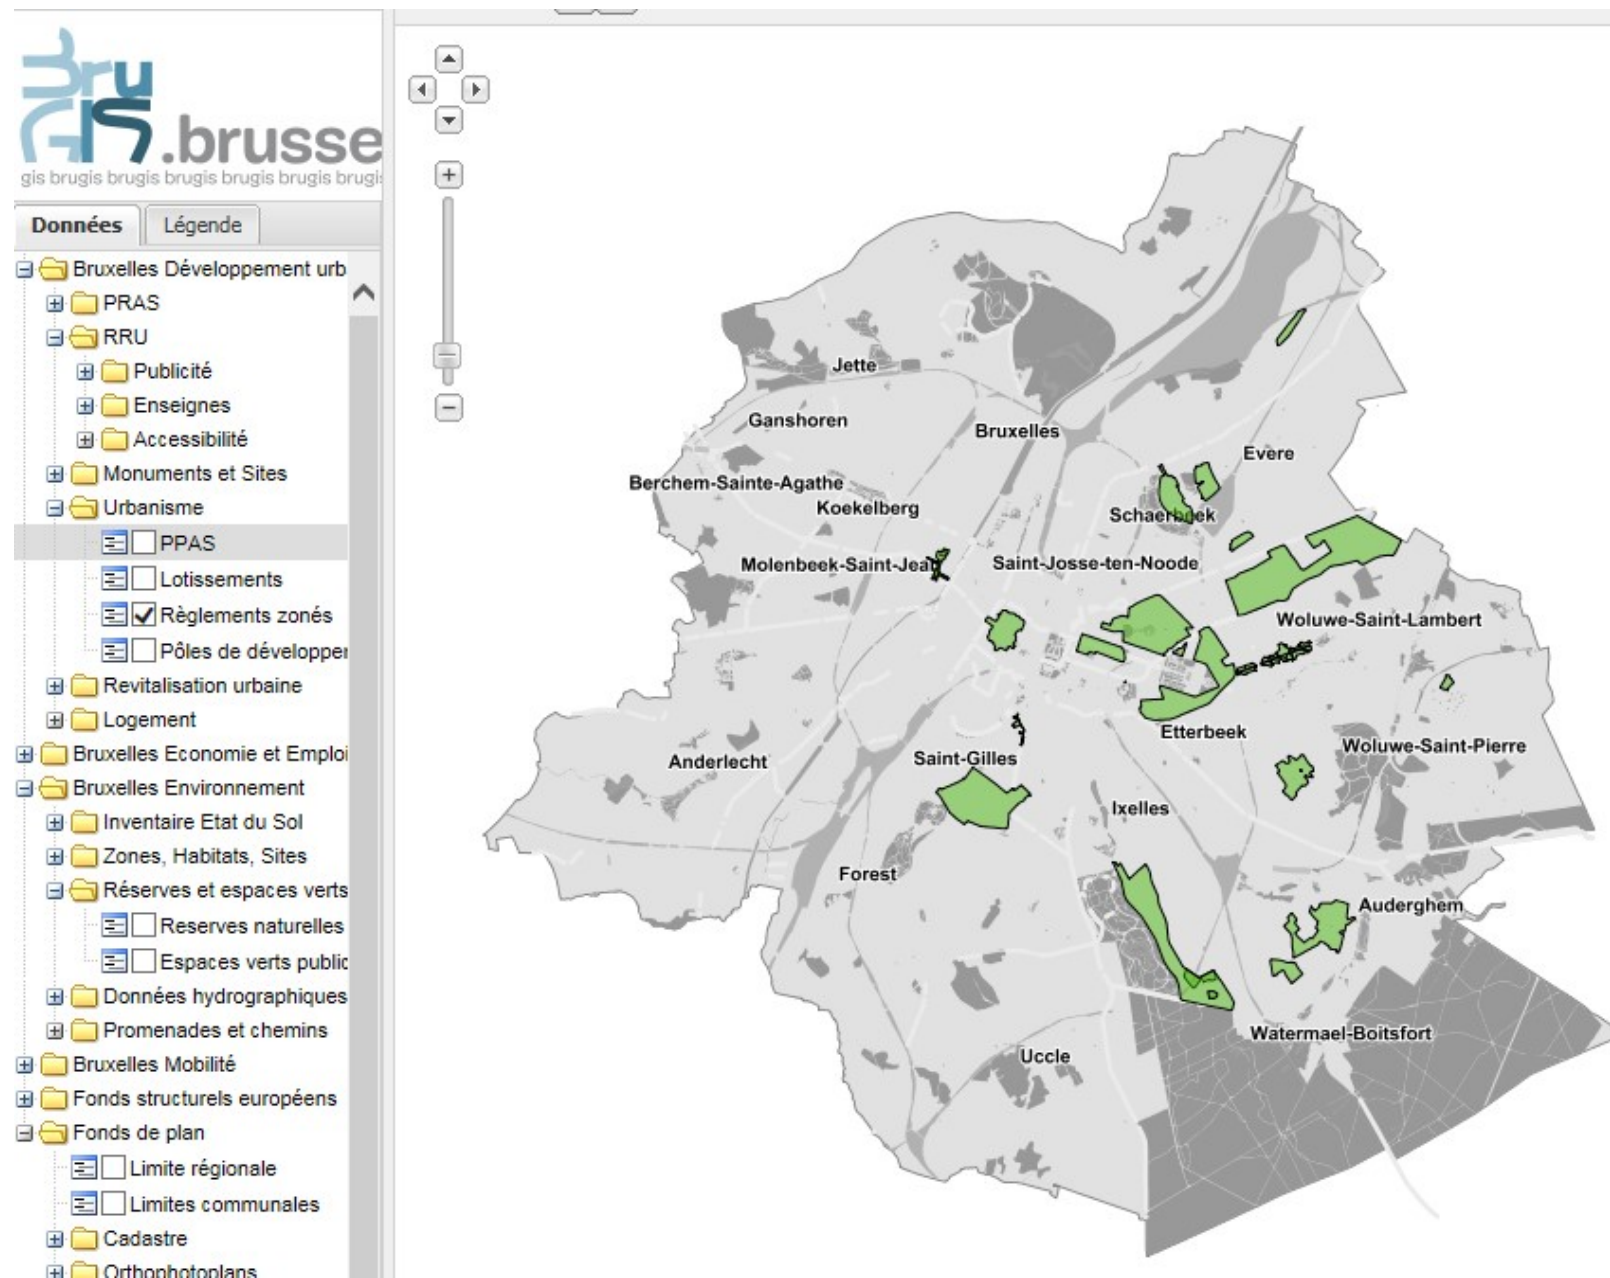 BruGIS.brusse
gis brugis brugis brugis brugis brugis brugi
Données
Légende
Bruxelles Développement urb
PRAS
RRU
Publicité
Enseignes
Accessibilité
Monuments et Sites
Urbanisme
PPAS
Lotissements
Règlements zonés
Pôles de développer
Revitalisation urbaine
Logement
Bruxelles Economie et Emploi
Bruxelles Environnement
Inventaire Etat du Sol
Zones, Habitats, Sites
Réserves et espaces verts
Reserves naturelles
Espaces verts public
Données hydrographiques
Promenades et chemins
Bruxelles Mobilité
Fonds structurels européens
Fonds de plan
Limite régionale
Limites communales
Cadastre
Orthophotoplans
Jette
Ganshoren
Bruxelles
Evere
Berchem-Sainte-Agathe
Koekelberg
Schaerbeek
Molenbeek-Saint-Jean
Saint-Josse-ten-Noode
Woluwe-Saint-Lambert
Etterbeek
Woluwe-Saint-Pierre
Anderlecht
Saint-Gilles
Ixelles
Forest
Auderghem
Watermael-Boitsfort
Uccle